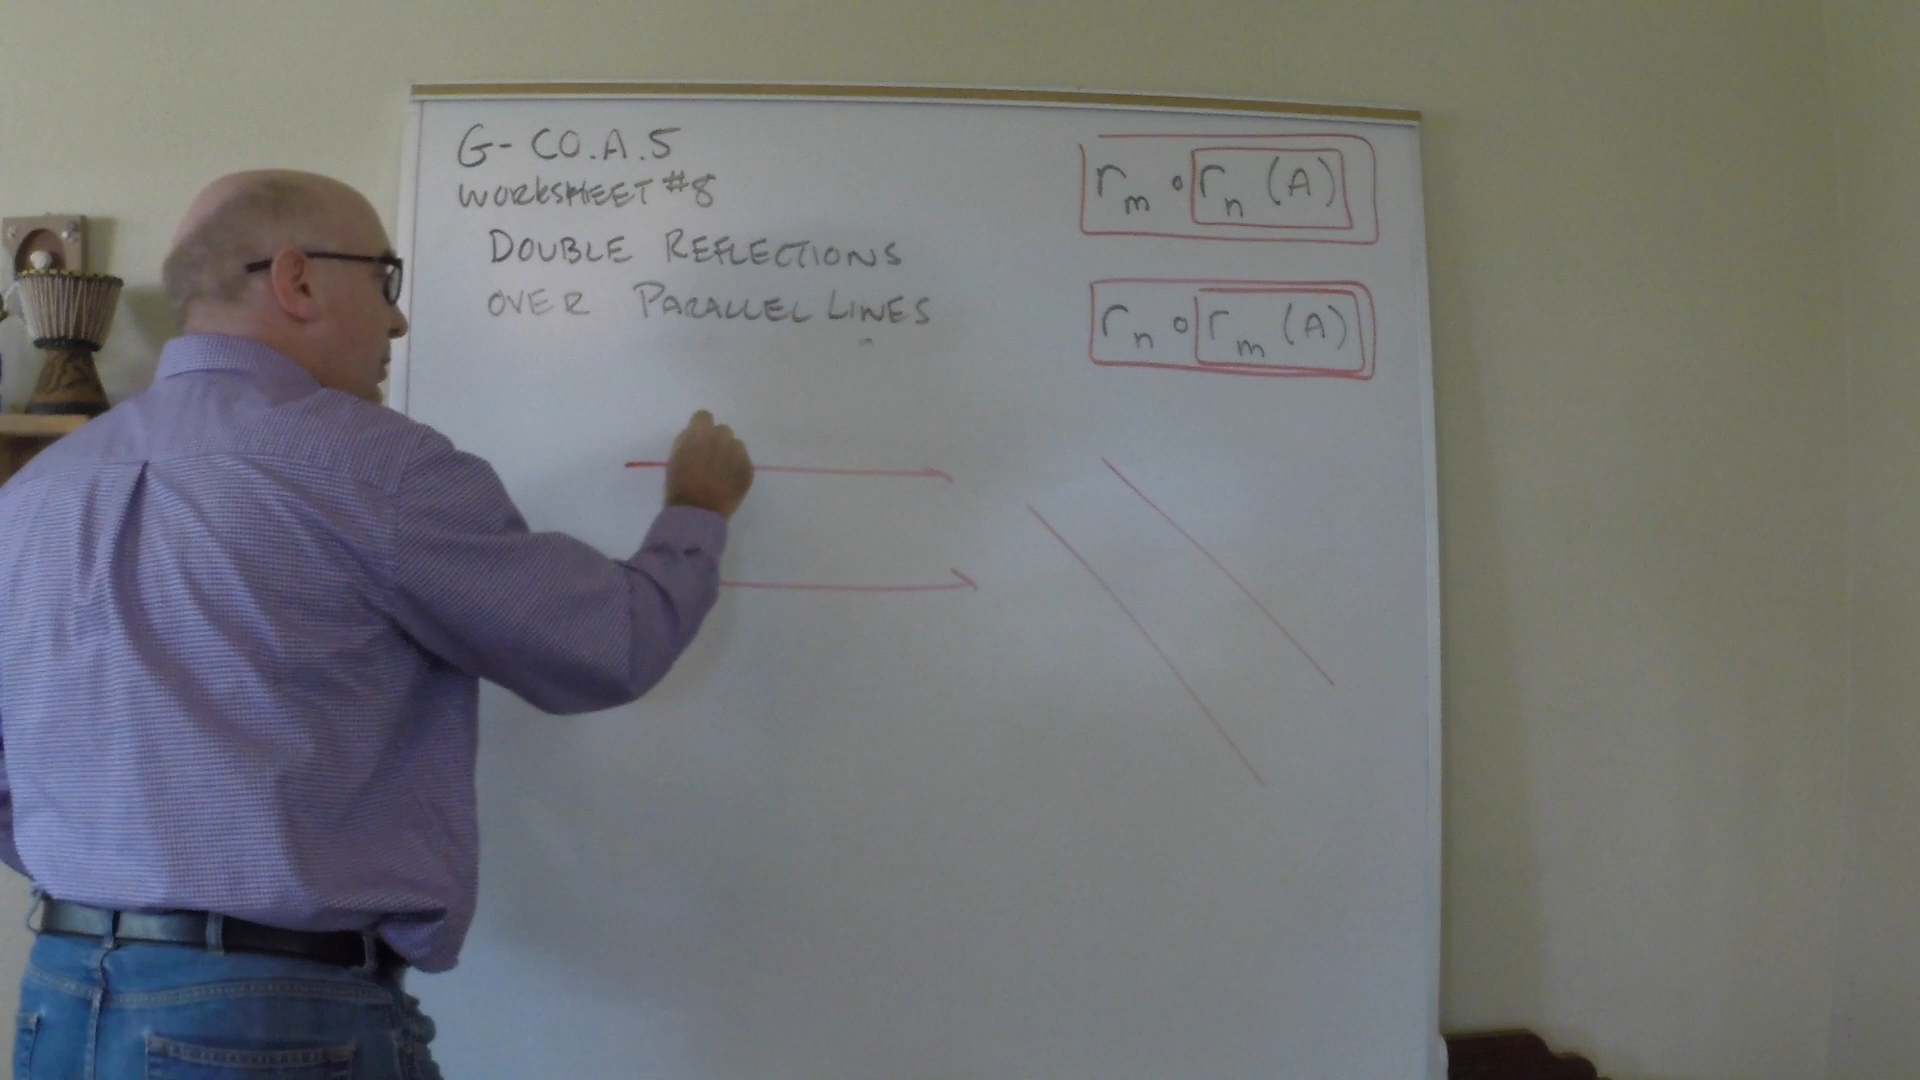 G-CO.A.5
WORKSHEET #8
DOUBLE REFLECTIONS
OVER PARALLEL LINES
r_m ∘ r_n (A)
r_n ∘ r_m (A)